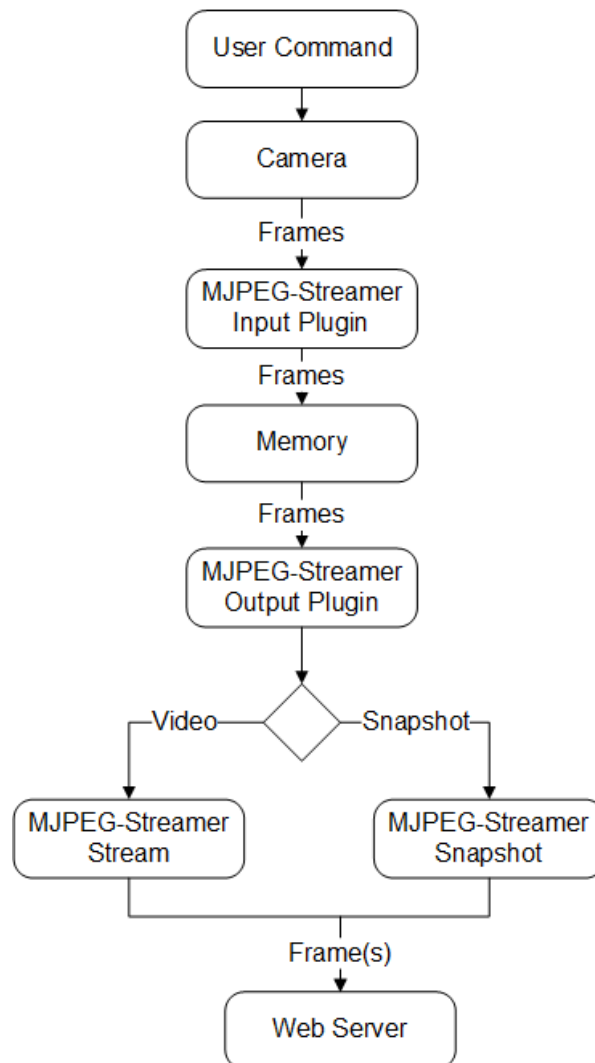 User Command
Camera
Frames
MJPEG-Streamer
Input Plugin
Frames
Memory
Frames
MJPEG-Streamer
Output Plugin
Video
Snapshot
MJPEG-Streamer
Stream
MJPEG-Streamer
Snapshot
Frame(s)
Web Server